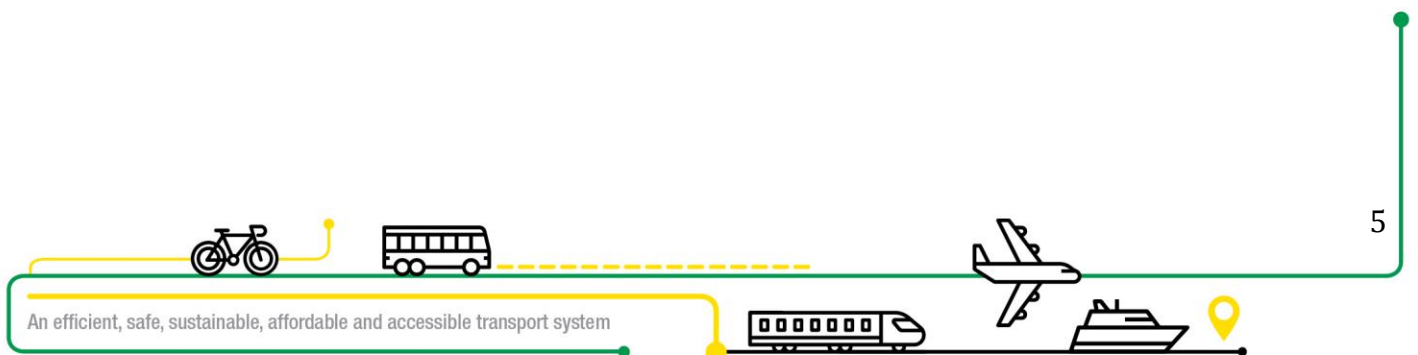 5
An efficient, safe, sustainable, affordable and accessible transport system